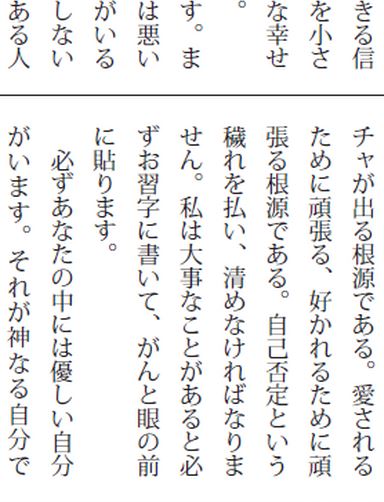 きる信
を小さ
な幸せ
。
す。ま
は悪い
がいる
しない
ある人
チャが出る根源である。愛される
ために頑張る、好かれるために頑
張る根源である。自己否定という
穢れを払い、清めなければなりま
せん。私は大事なことがあると必
ずお習字に書いて、がんと眼の前
に貼ります。
必ずあなたの中には優しい自分
がいます。それが神なる自分で